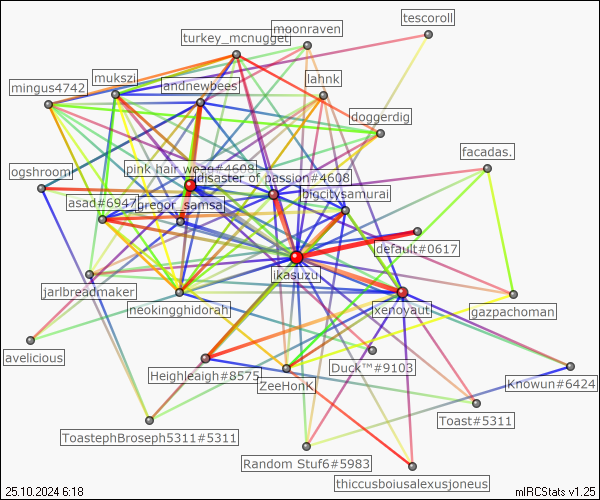 tescoroll
moonraven
turkey_mcnugget
lahnk
mukszi
andnewbees
mingus4742
doggerdig
facadas.
ogshroom
pink hair woag#4608
disaster of passion#4608
bigcitysamurai
asad#6947
gregor_samsa
default#0617
ikasuzu
jarlbreadmaker
neokingghidorah
xenovaut
gazpachoman
avelicious
Heighleaigh#8575
ZeeHonK
Duck™#9103
Knowun#6424
Toast#5311
ToastephBroseph5311#5311
Random Stuf6#5983
thiccusboiusalexusjoneus
25.10.2024 6:18
mIRCStats v1.25